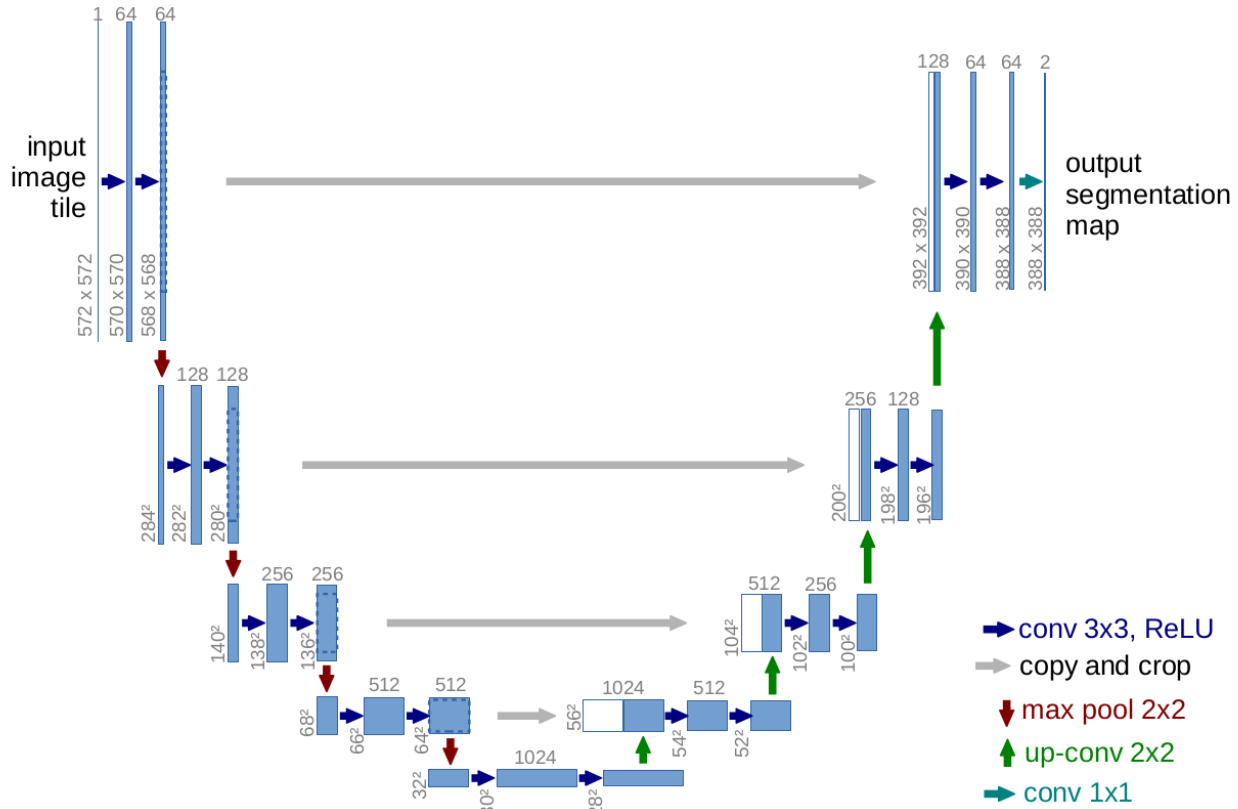 1 64 64
128 64 64 2
input
image
tile
output
segmentation
map
572 x 572
570 x 570
568 x 568
392 x 392
390 x 390
388 x 388
388 x 388
128 128
256 128
284²
282²
280²
200²
198²
196²
256 256
512 256
140²
138²
136²
104²
102²
100²
512 512
1024 512
68²
66²
64²
56²
54²
52²
1024
32²
conv 3x3, ReLU
copy and crop
max pool 2x2
up-conv 2x2
conv 1x1